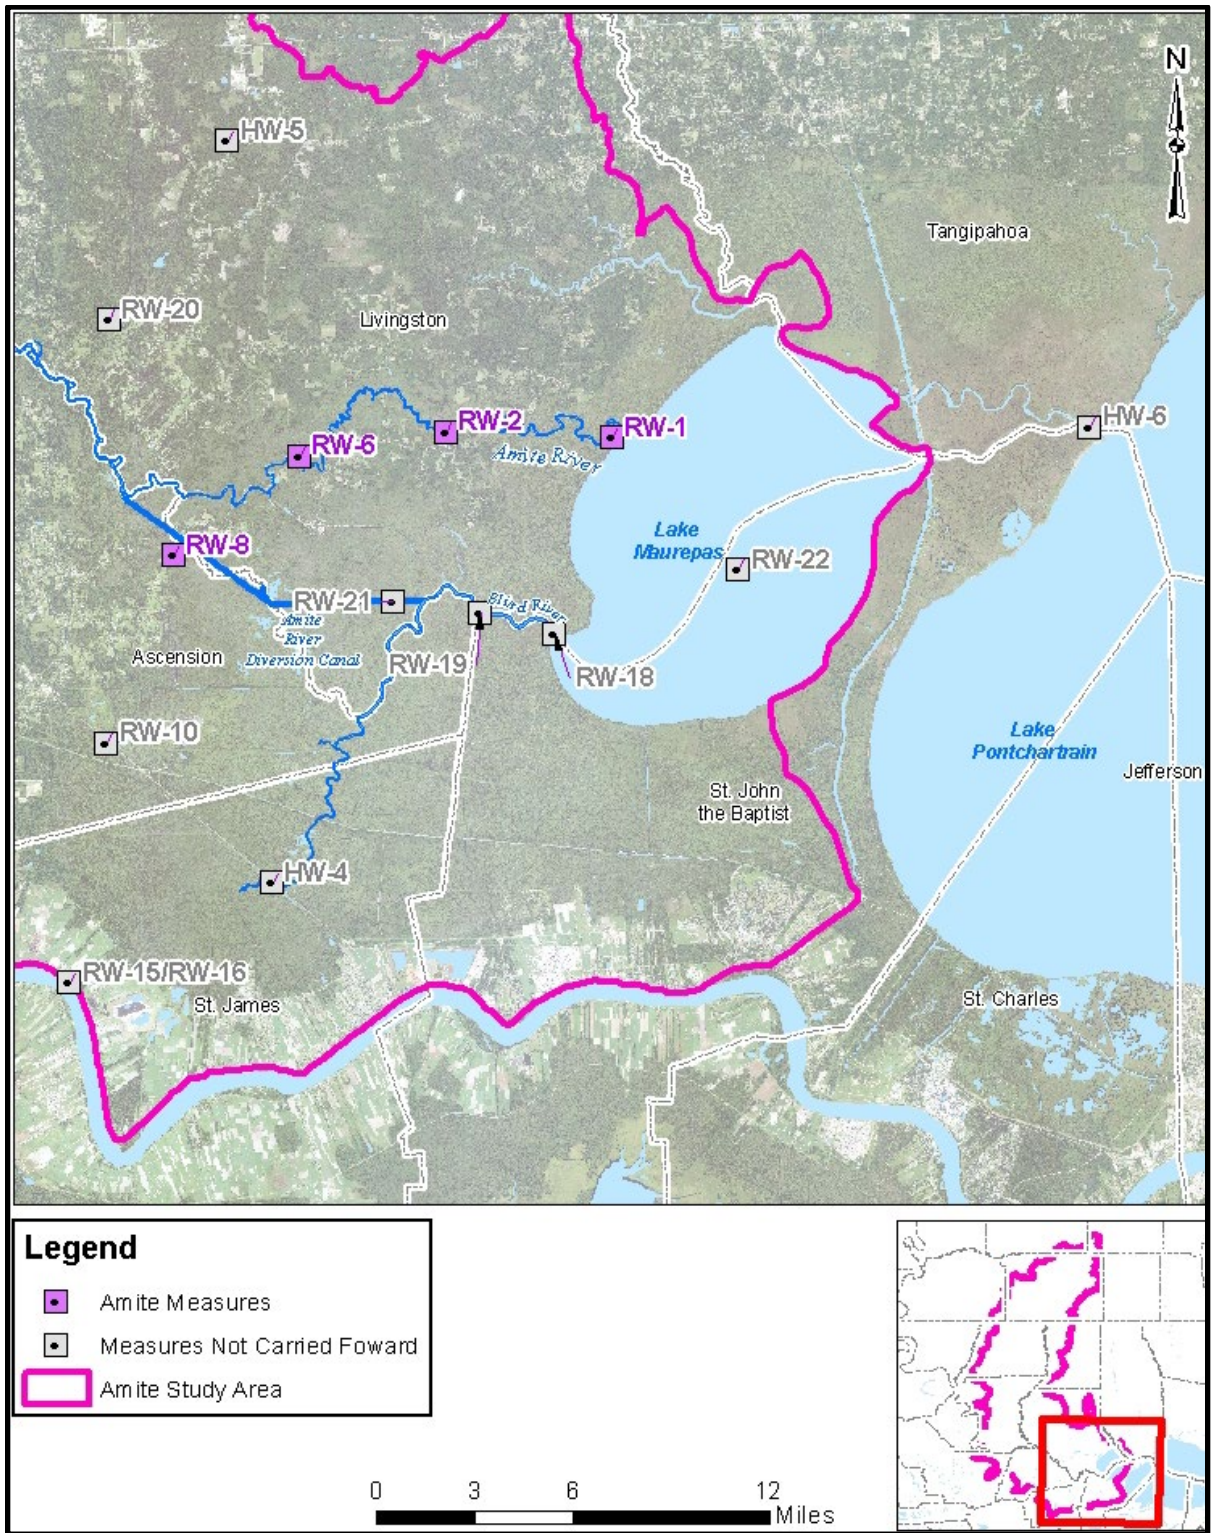 N
HW-5
Tangipahoa
RW-20
Livingston
RW-2
RW-1
HW-6
RW-6
Amite River
Lake
Maurepas
RW-8
RW-22
RW-21
Blind River
Amite
River
Diversion Canal
Ascension
RW-19
RW-18
RW-10
Lake
Pontchartrain
Jefferson
St. John
the Baptist
HW-4
RW-15/RW-16
St. James
St. Charles
Legend
Amite Measures
Measures Not Carried Foward
Amite Study Area
0 3 6 12
Miles